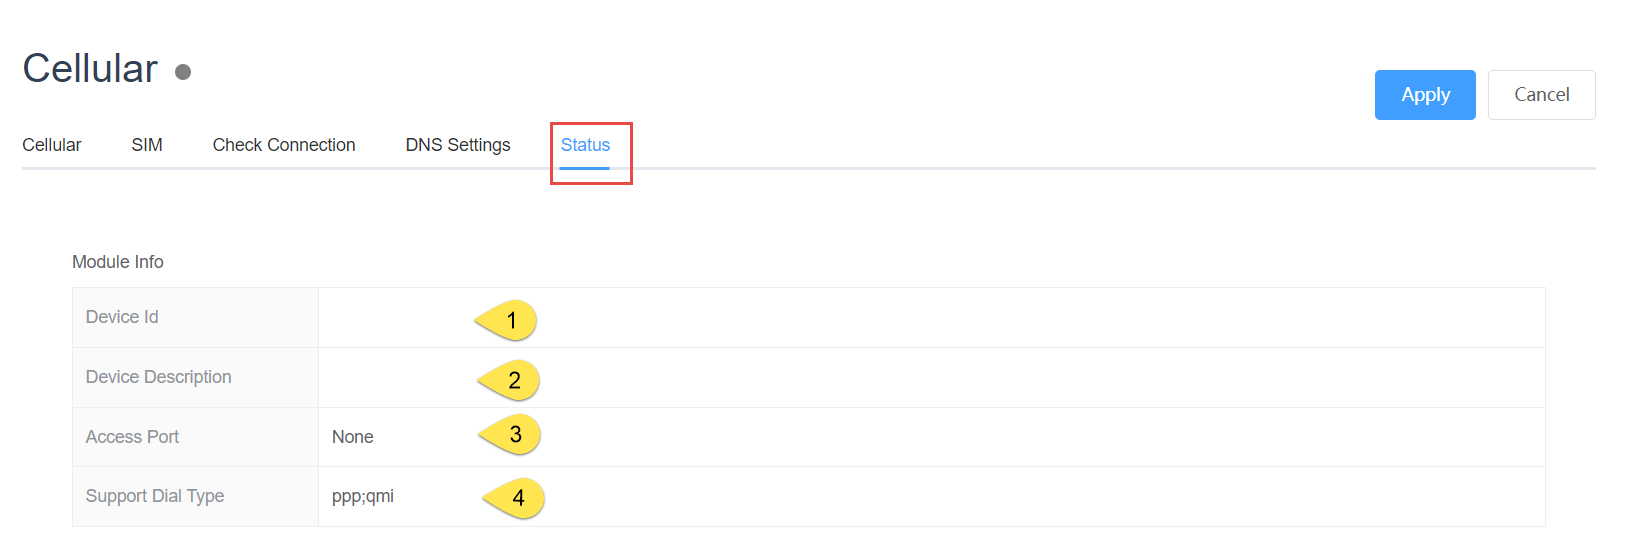 Cellular
Apply Cancel
Cellular SIM Check Connection DNS Settings Status
Module Info
Device Id 1
Device Description 2
Access Port None 3
Support Dial Type ppp;qmi 4